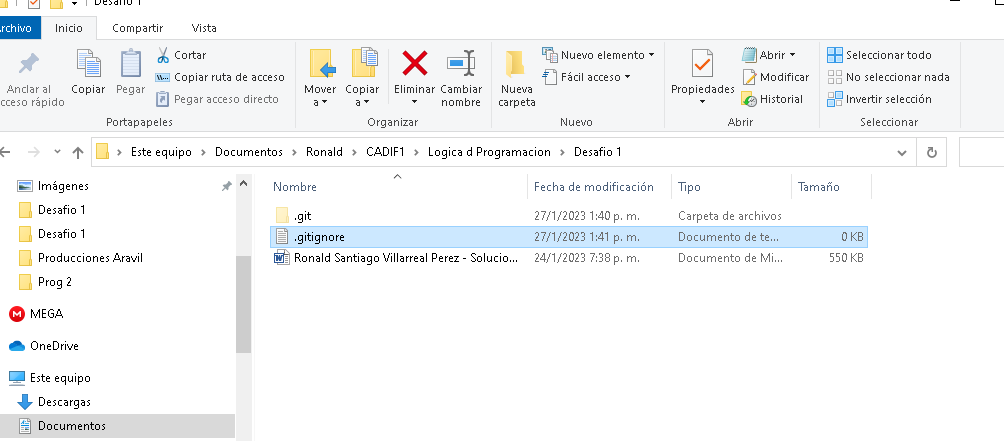 Desafio 1
Archivo Inicio Compartir Vista
Anclar al acceso rápido
Copiar
Pegar
Cortar
Copiar ruta de acceso
Pegar acceso directo
Portapapeles
Mover a
Copiar a
Eliminar
Cambiar nombre
Organizar
Nueva carpeta
Nuevo elemento
Fácil acceso
Nuevo
Propiedades
Abrir
Modificar
Historial
Abrir
Seleccionar todo
No seleccionar nada
Invertir selección
Seleccionar
Este equipo > Documentos > Ronald > CADIF1 > Logica d Programacion > Desafio 1
Imágenes
Desafio 1
Desafio 1
Producciones Aravil
Prog 2
MEGA
OneDrive
Este equipo
Descargas
Documentos
Nombre Fecha de modificación Tipo Tamaño
.git 27/1/2023 1:40 p. m. Carpeta de archivos
.gitignore 27/1/2023 1:41 p. m. Documento de te... 0 KB
Ronald Santiago Villarreal Perez - Solucio... 24/1/2023 7:38 p. m. Documento de Mi... 550 KB